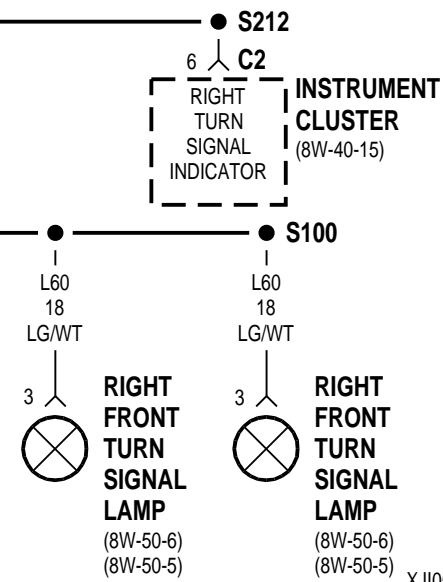 S212
6 C2
RIGHT
TURN
SIGNAL
INDICATOR
INSTRUMENT
CLUSTER
(8W-40-15)
S100
L60
18
LG/WT
3
RIGHT
FRONT
TURN
SIGNAL
LAMP
(8W-50-6)
(8W-50-5)
L60
18
LG/WT
3
RIGHT
FRONT
TURN
SIGNAL
LAMP
(8W-50-6)
(8W-50-5)